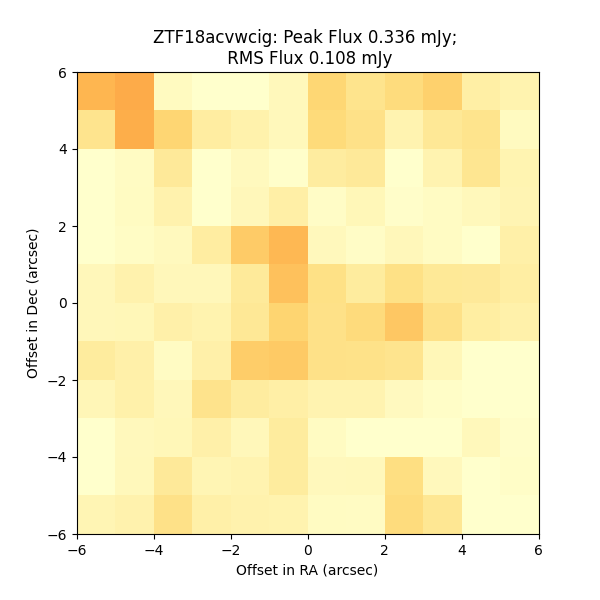 ZTF18acvwcig: Peak Flux 0.336 mJy;
RMS Flux 0.108 mJy
6
4
2
0
−2
−4
−6
Offset in Dec (arcsec)
−6 −4 −2 0 2 4 6
Offset in RA (arcsec)